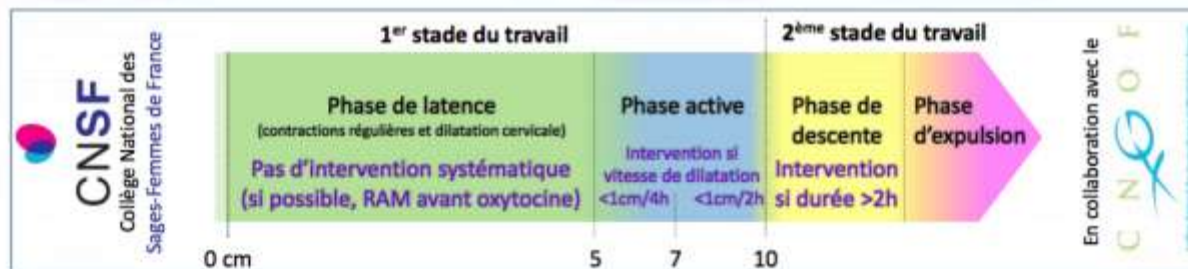 CNSF
Collège National des
Sages-Femmes de France
1er stade du travail
2ème stade du travail
Phase de latence
(contractions régulières et dilatation cervicale)
Pas d'intervention systématique
(si possible, RAM avant oxytocine)
Phase active
Intervention si
vitesse de dilatation
<1cm/4h
<1cm/2h
Phase de
descente
Intervention
si durée >2h
Phase
d'expulsion
0 cm
5
7
10
En collaboration avec le
CNGOF